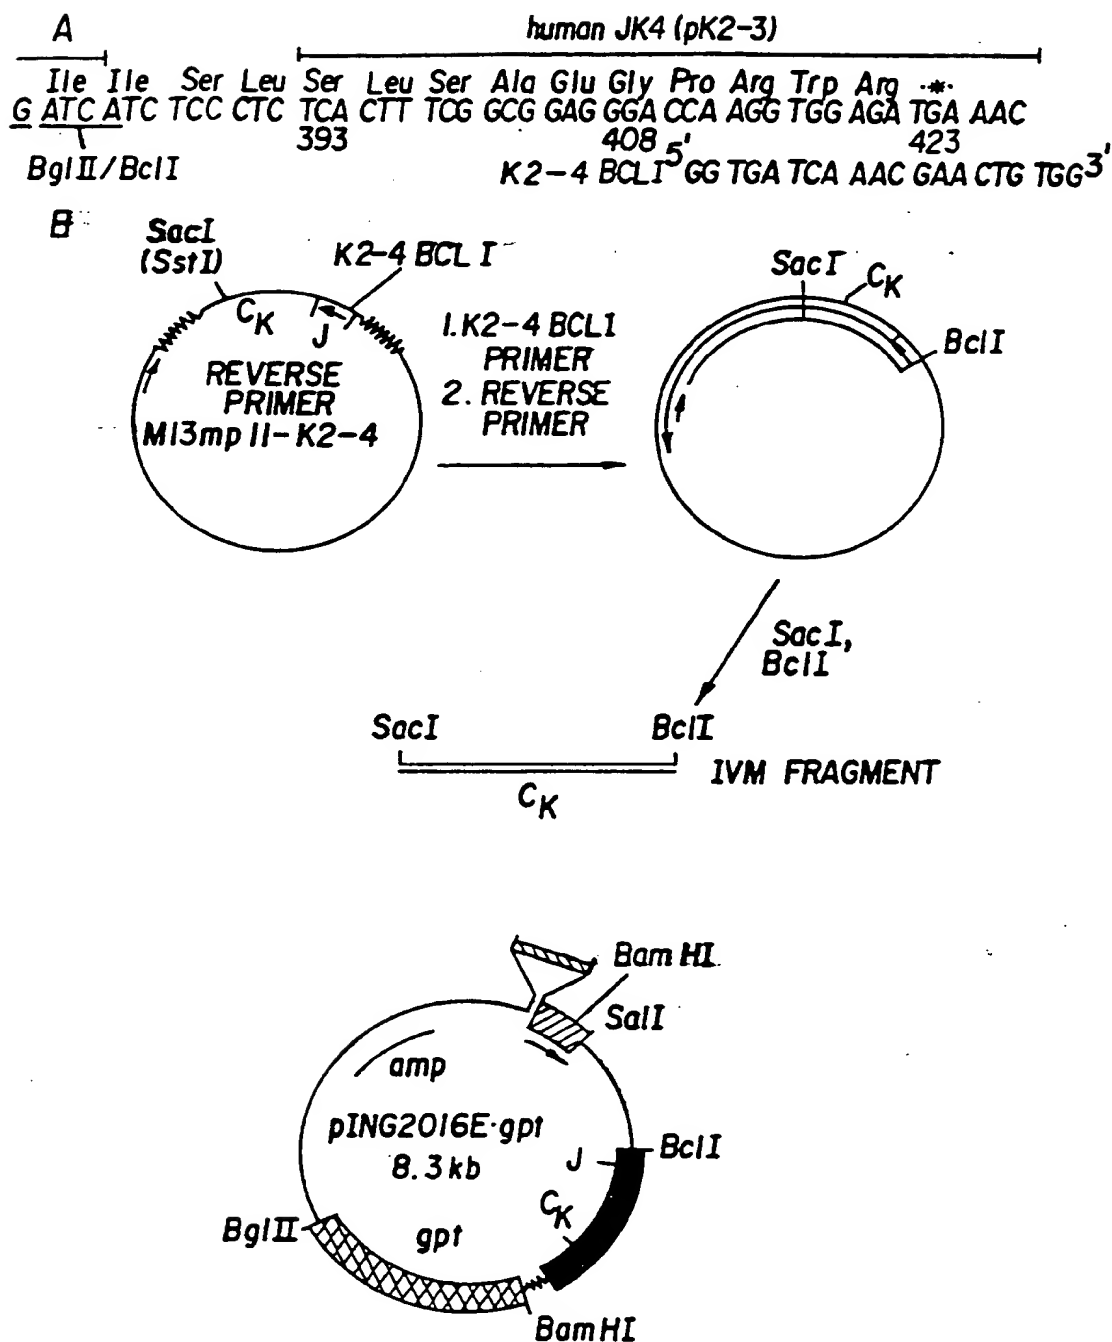 A
human JK4 (pK2-3)
Ile Ile Ser Leu Ser Leu Ser Ala Glu Gly Pro Arg Trp Arg *
G ATC ATC TCC CTC TCA CTT TCG GCG GAG GGA CCA AGG TGG AGA TGA AAC
393 408 423
BglII/BclI
K2-4 BCLI 5' GG TGA TCA AAC GAA CTG TGG 3'
B
SacI
(SstI)
K2-4 BCL I
CK
J
REVERSE
PRIMER
M13mp11-K2-4
1. K2-4 BCLI
PRIMER
2. REVERSE
PRIMER
SacI
CK
BclI
SacI,
BclI
SacI
BclI
IVM FRAGMENT
CK
Bam HI
SalI
amp
pING2016E·gpt
8.3 kb
J
BclI
CK
BglII
gpt
BamHI